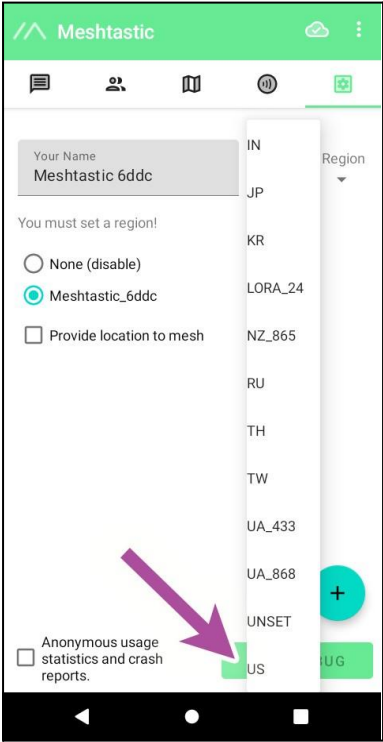 Meshtastic
Your Name
Meshtastic 6ddc
Region
You must set a region!
None (disable)
Meshtastic_6ddc
Provide location to mesh
IN
JP
KR
LORA_24
NZ_865
RU
TH
TW
UA_433
UA_868
UNSET
US
+
Anonymous usage
statistics and crash
reports.